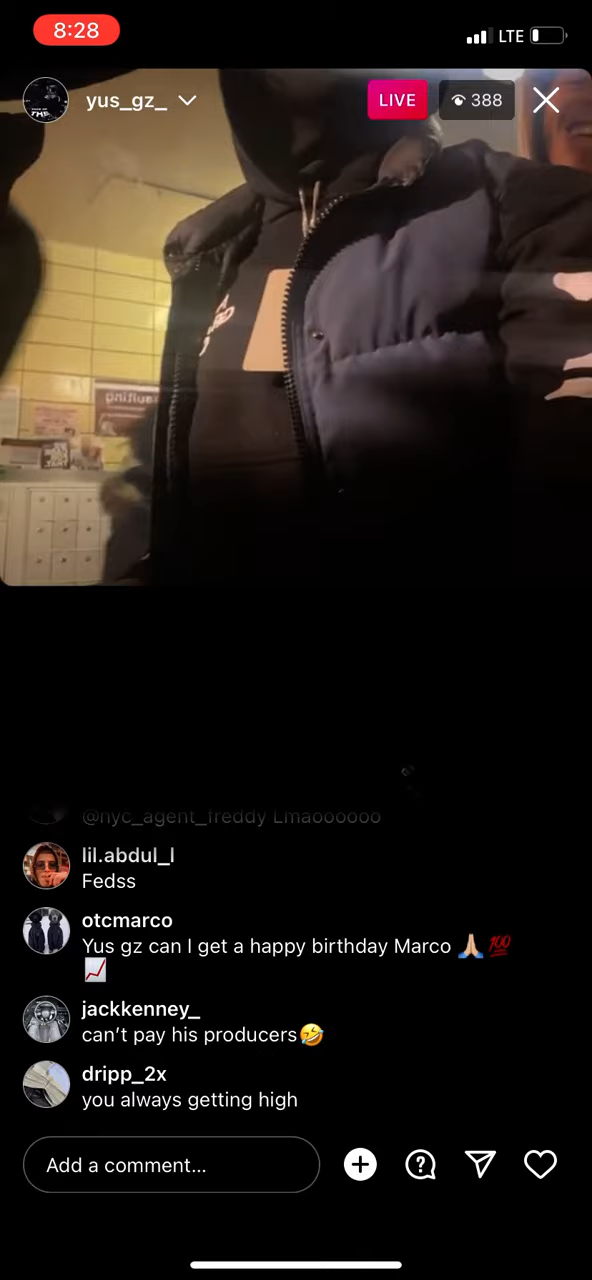 8:28
LTE
yus_gz_
LIVE
388
@nyc_agent_freddy Lmaoooooo
lil.abdul_l
Fedss
otcmarco
Yus gz can I get a happy birthday Marco 🙏🏼💯
📈
jackkenney_
can’t pay his producers🤣
dripp_2x
you always getting high
Add a comment...